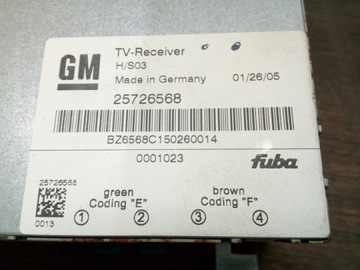 GM
TV-Receiver
H/S03
Made in Germany 01/26/05
25726568
BZ6568C150260014
0001023
fuba
25726568
green brown
Coding "E" Coding "F"
1 2 3 4
0013